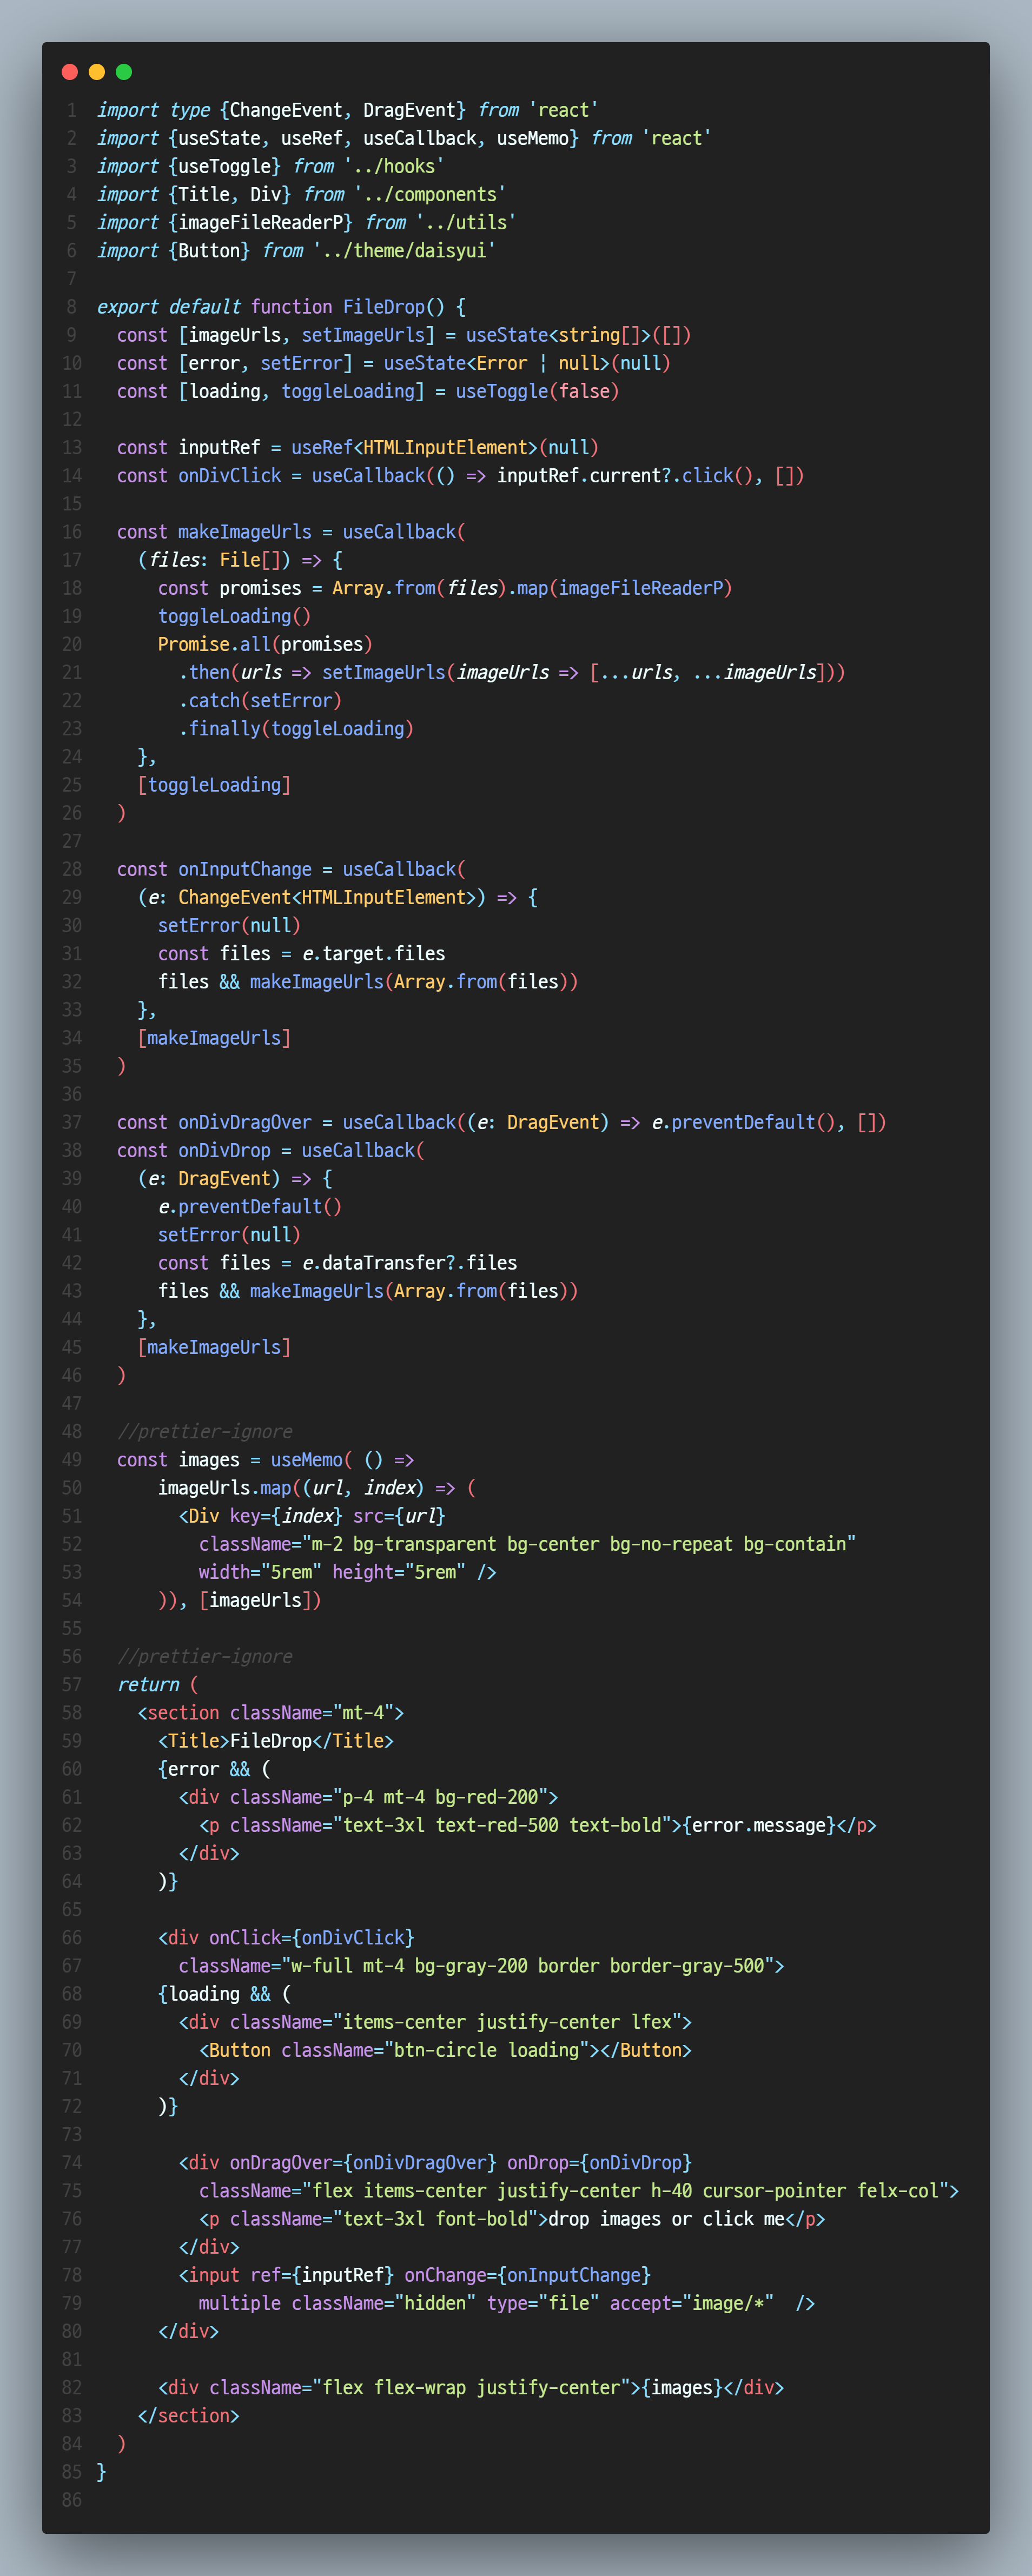 1 import type {ChangeEvent, DragEvent} from 'react'
2 import {useState, useRef, useCallback, useMemo} from 'react'
3 import {useToggle} from '../hooks'
4 import {Title, Div} from '../components'
5 import {imageFileReaderP} from '../utils'
6 import {Button} from '../theme/daisyui'
7
8 export default function FileDrop() {
9   const [imageUrls, setImageUrls] = useState<string[]>([])
10   const [error, setError] = useState<Error | null>(null)
11   const [loading, toggleLoading] = useToggle(false)
12
13   const inputRef = useRef<HTMLInputElement>(null)
14   const onDivClick = useCallback(() => inputRef.current?.click(), [])
15
16   const makeImageUrls = useCallback(
17     (files: File[]) => {
18       const promises = Array.from(files).map(imageFileReaderP)
19       toggleLoading()
20       Promise.all(promises)
21         .then(urls => setImageUrls(imageUrls => [...urls, ...imageUrls]))
22         .catch(setError)
23         .finally(toggleLoading)
24     },
25     [toggleLoading]
26   )
27
28   const onInputChange = useCallback(
29     (e: ChangeEvent<HTMLInputElement>) => {
30       setError(null)
31       const files = e.target.files
32       files && makeImageUrls(Array.from(files))
33     },
34     [makeImageUrls]
35   )
36
37   const onDivDragOver = useCallback((e: DragEvent) => e.preventDefault(), [])
38   const onDivDrop = useCallback(
39     (e: DragEvent) => {
40       e.preventDefault()
41       setError(null)
42       const files = e.dataTransfer?.files
43       files && makeImageUrls(Array.from(files))
44     },
45     [makeImageUrls]
46   )
47
48   //prettier-ignore
49   const images = useMemo( () =>
50       imageUrls.map((url, index) => (
51         <Div key={index} src={url}
52           className="m-2 bg-transparent bg-center bg-no-repeat bg-contain"
53           width="5rem" height="5rem" />
54       )), [imageUrls])
55
56   //prettier-ignore
57   return (
58     <section className="mt-4">
59       <Title>FileDrop</Title>
60       {error && (
61         <div className="p-4 mt-4 bg-red-200">
62           <p className="text-3xl text-red-500 text-bold">{error.message}</p>
63         </div>
64       )}
65
66       <div onClick={onDivClick}
67         className="w-full mt-4 bg-gray-200 border border-gray-500">
68       {loading && (
69         <div className="items-center justify-center lfex">
70           <Button className="btn-circle loading"></Button>
71         </div>
72       )}
73
74         <div onDragOver={onDivDragOver} onDrop={onDivDrop}
75           className="flex items-center justify-center h-40 cursor-pointer felx-col">
76           <p className="text-3xl font-bold">drop images or click me</p>
77         </div>
78         <input ref={inputRef} onChange={onInputChange}
79           multiple className="hidden" type="file" accept="image/*"  />
80       </div>
81
82       <div className="flex flex-wrap justify-center">{images}</div>
83     </section>
84   )
85 }
86